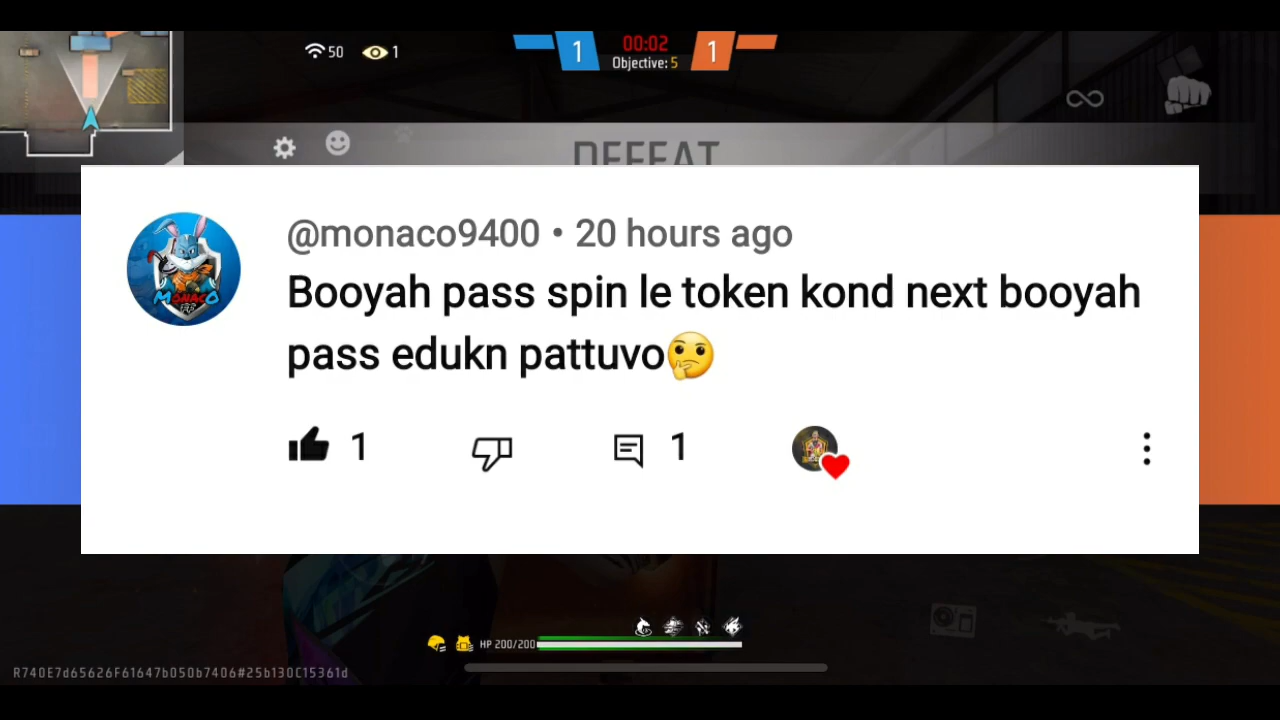 50
1
1
00:02
1
Objective: 5
DEFEAT
@monaco9400 • 20 hours ago
Booyah pass spin le token kond next booyah
pass edukn pattuvo🤔
MONACO
1
1
HP 200/200
R740E7d65626F61647b050b7406#25b130C15361d